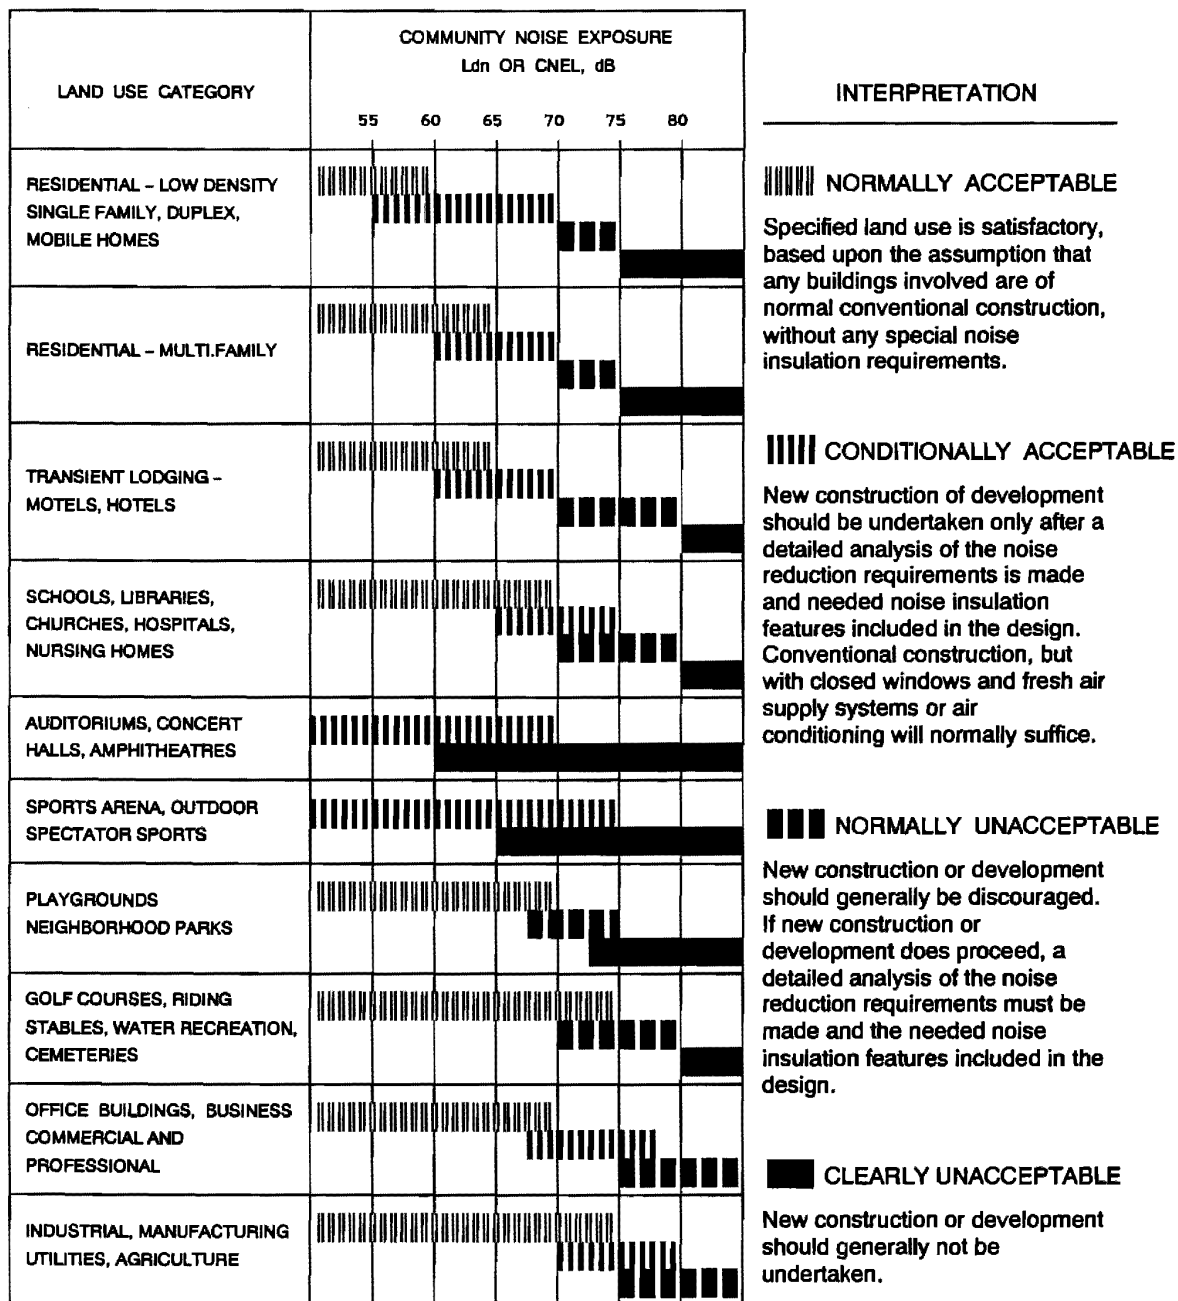 COMMUNITY NOISE EXPOSURE
Ldn OR CNEL, dB
LAND USE CATEGORY
55 60 65 70 75 80
RESIDENTIAL – LOW DENSITY
SINGLE FAMILY, DUPLEX,
MOBILE HOMES
RESIDENTIAL – MULTI.FAMILY
TRANSIENT LODGING –
MOTELS, HOTELS
SCHOOLS, LIBRARIES,
CHURCHES, HOSPITALS,
NURSING HOMES
AUDITORIUMS, CONCERT
HALLS, AMPHITHEATRES
SPORTS ARENA, OUTDOOR
SPECTATOR SPORTS
PLAYGROUNDS
NEIGHBORHOOD PARKS
GOLF COURSES, RIDING
STABLES, WATER RECREATION,
CEMETERIES
OFFICE BUILDINGS, BUSINESS
COMMERCIAL AND
PROFESSIONAL
INDUSTRIAL, MANUFACTURING
UTILITIES, AGRICULTURE
INTERPRETATION
NORMALLY ACCEPTABLE
Specified land use is satisfactory,
based upon the assumption that
any buildings involved are of
normal conventional construction,
without any special noise
insulation requirements.
CONDITIONALLY ACCEPTABLE
New construction of development
should be undertaken only after a
detailed analysis of the noise
reduction requirements is made
and needed noise insulation
features included in the design.
Conventional construction, but
with closed windows and fresh air
supply systems or air
conditioning will normally suffice.
NORMALLY UNACCEPTABLE
New construction or development
should generally be discouraged.
If new construction or
development does proceed, a
detailed analysis of the noise
reduction requirements must be
made and the needed noise
insulation features included in the
design.
CLEARLY UNACCEPTABLE
New construction or development
should generally not be
undertaken.